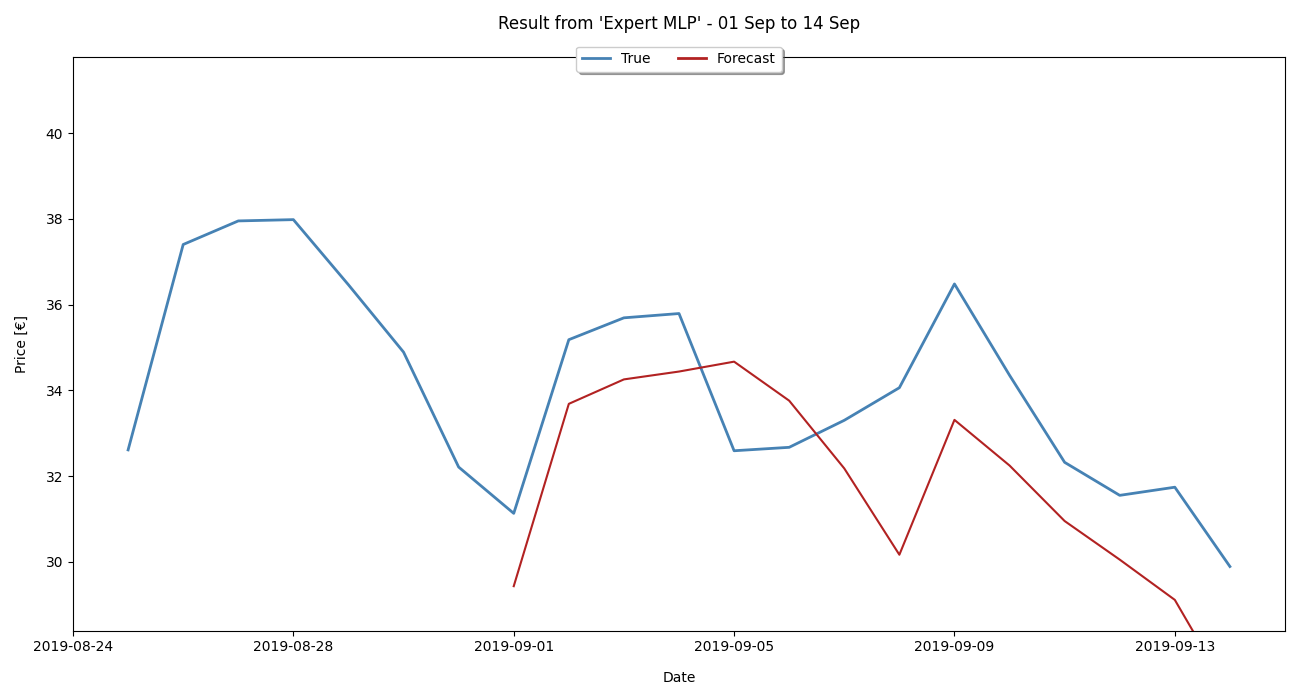 Result from 'Expert MLP' - 01 Sep to 14 Sep
True Forecast
40
38
36
34
32
30
Price [€]
2019-08-24 2019-08-28 2019-09-01 2019-09-05 2019-09-09 2019-09-13
Date